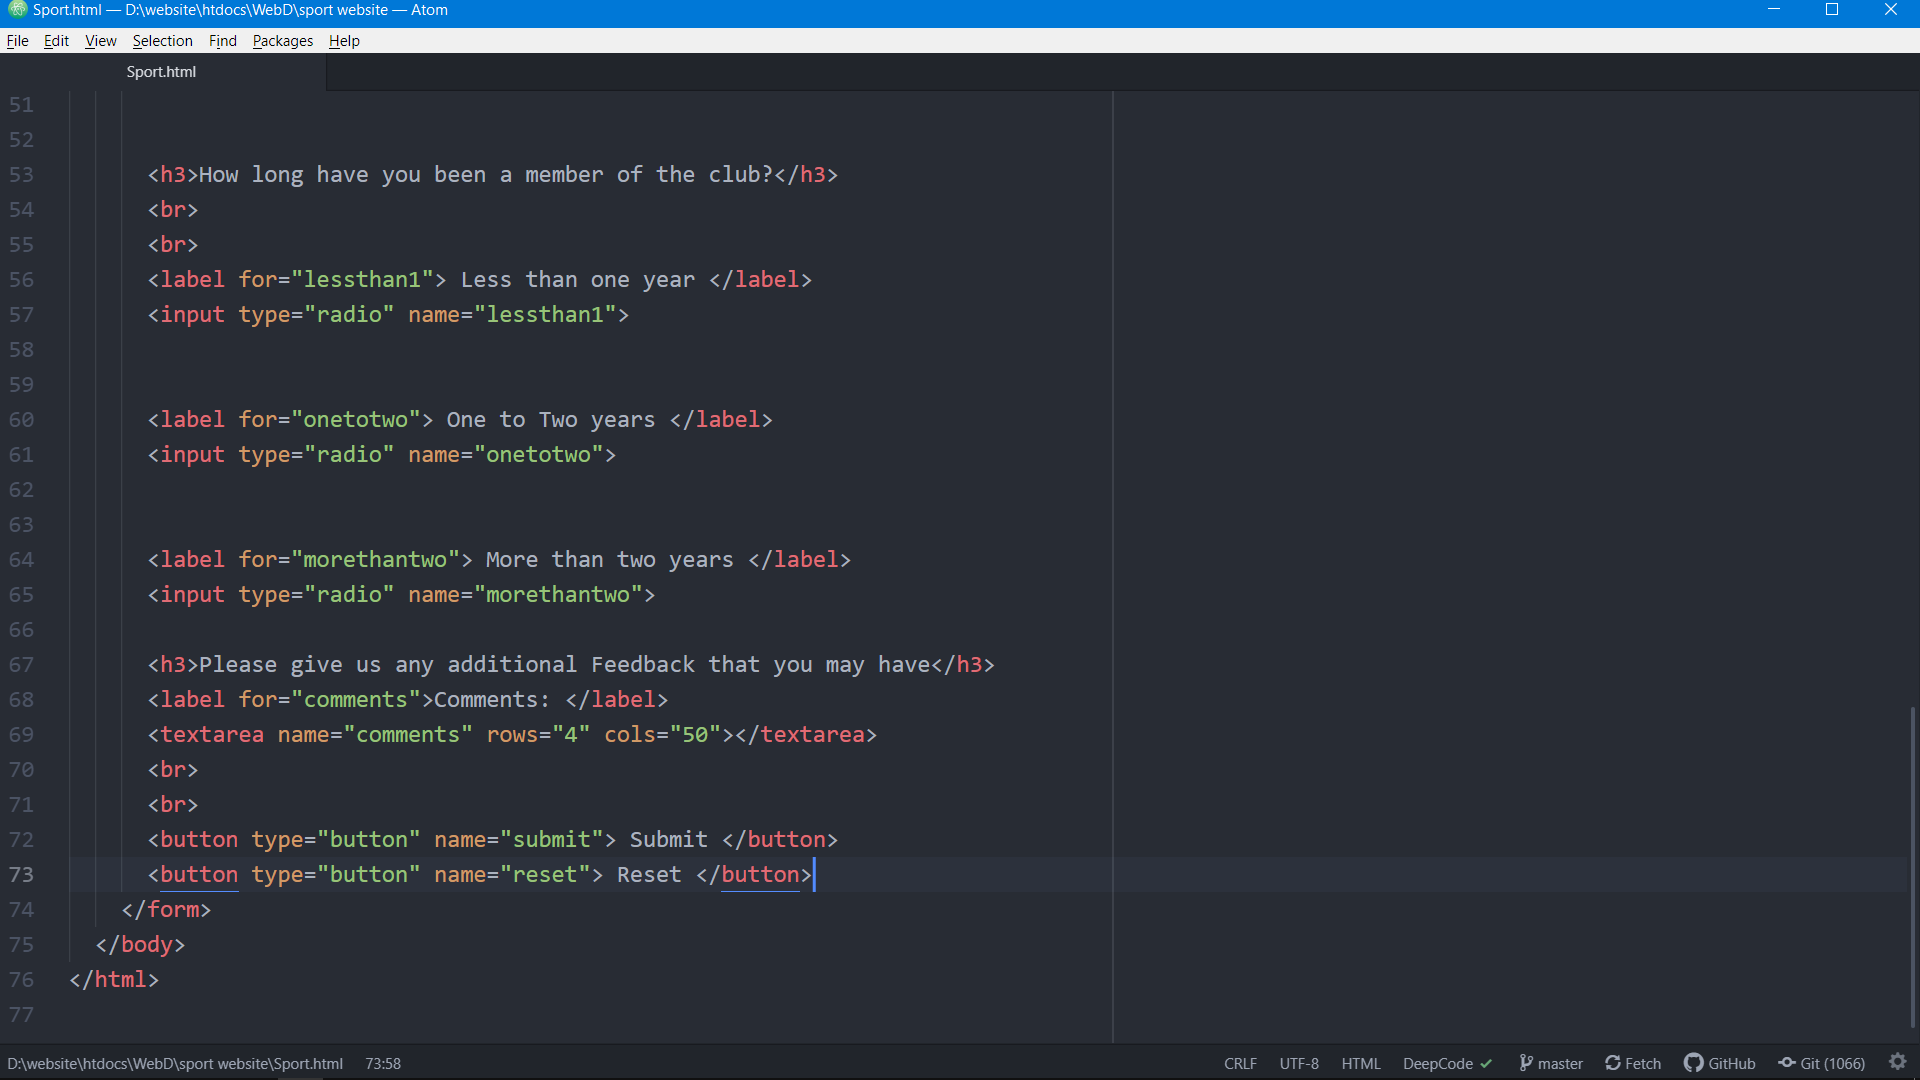 Sport.html — D:\website\htdocs\WebD\sport website — Atom
File Edit View Selection Find Packages Help
Sport.html
51
52
53 <h3>How long have you been a member of the club?</h3>
54 <br>
55 <br>
56 <label for="lessthan1"> Less than one year </label>
57 <input type="radio" name="lessthan1">
58
59
60 <label for="onetotwo"> One to Two years </label>
61 <input type="radio" name="onetotwo">
62
63
64 <label for="morethantwo"> More than two years </label>
65 <input type="radio" name="morethantwo">
66
67 <h3>Please give us any additional Feedback that you may have</h3>
68 <label for="comments">Comments: </label>
69 <textarea name="comments" rows="4" cols="50"></textarea>
70 <br>
71 <br>
72 <button type="button" name="submit"> Submit </button>
73 <button type="button" name="reset"> Reset </button>
74 </form>
75 </body>
76 </html>
77
D:\website\htdocs\WebD\sport website\Sport.html 73:58 CRLF UTF-8 HTML DeepCode master Fetch GitHub Git (1066)